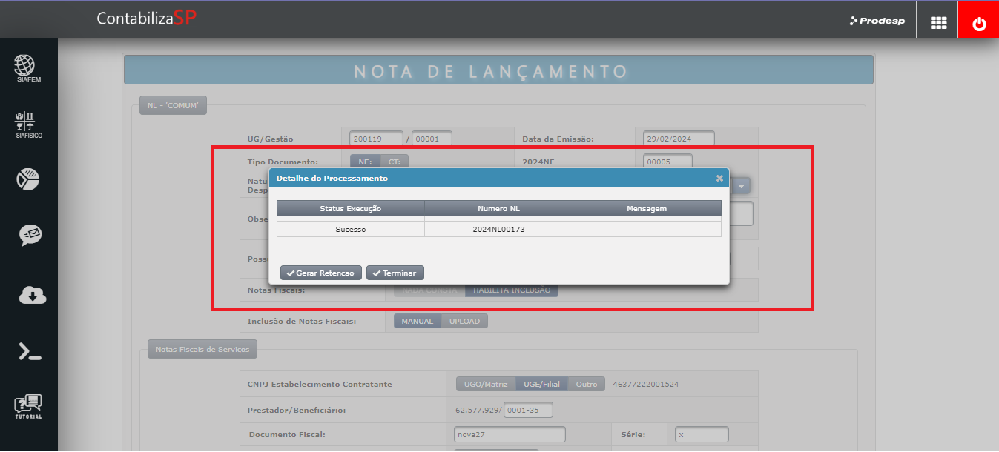 ContabilizaSP
Prodesp
SIAFEM
SIAFISICO
TUTORIAL
NOTA DE LANÇAMENTO
NL - 'COMUM'
UG/Gestão 200119 / 00001 Data da Emissão: 29/02/2024
Tipo Documento: NE: CT: 2024NE 00005
Detalhe do Processamento
Status Execução Numero NL Mensagem
Sucesso 2024NL00173
Gerar Retencao Terminar
Notas Fiscais: NADA CONSTA HABILITA INCLUSÃO
Inclusão de Notas Fiscais: MANUAL UPLOAD
Notas Fiscais de Serviços
CNPJ Estabelecimento Contratante UGO/Matriz UGE/Filial Outro 46377222001524
Prestador/Beneficiário: 62.577.929/ 0001-35
Documento Fiscal: nova27 Série: x